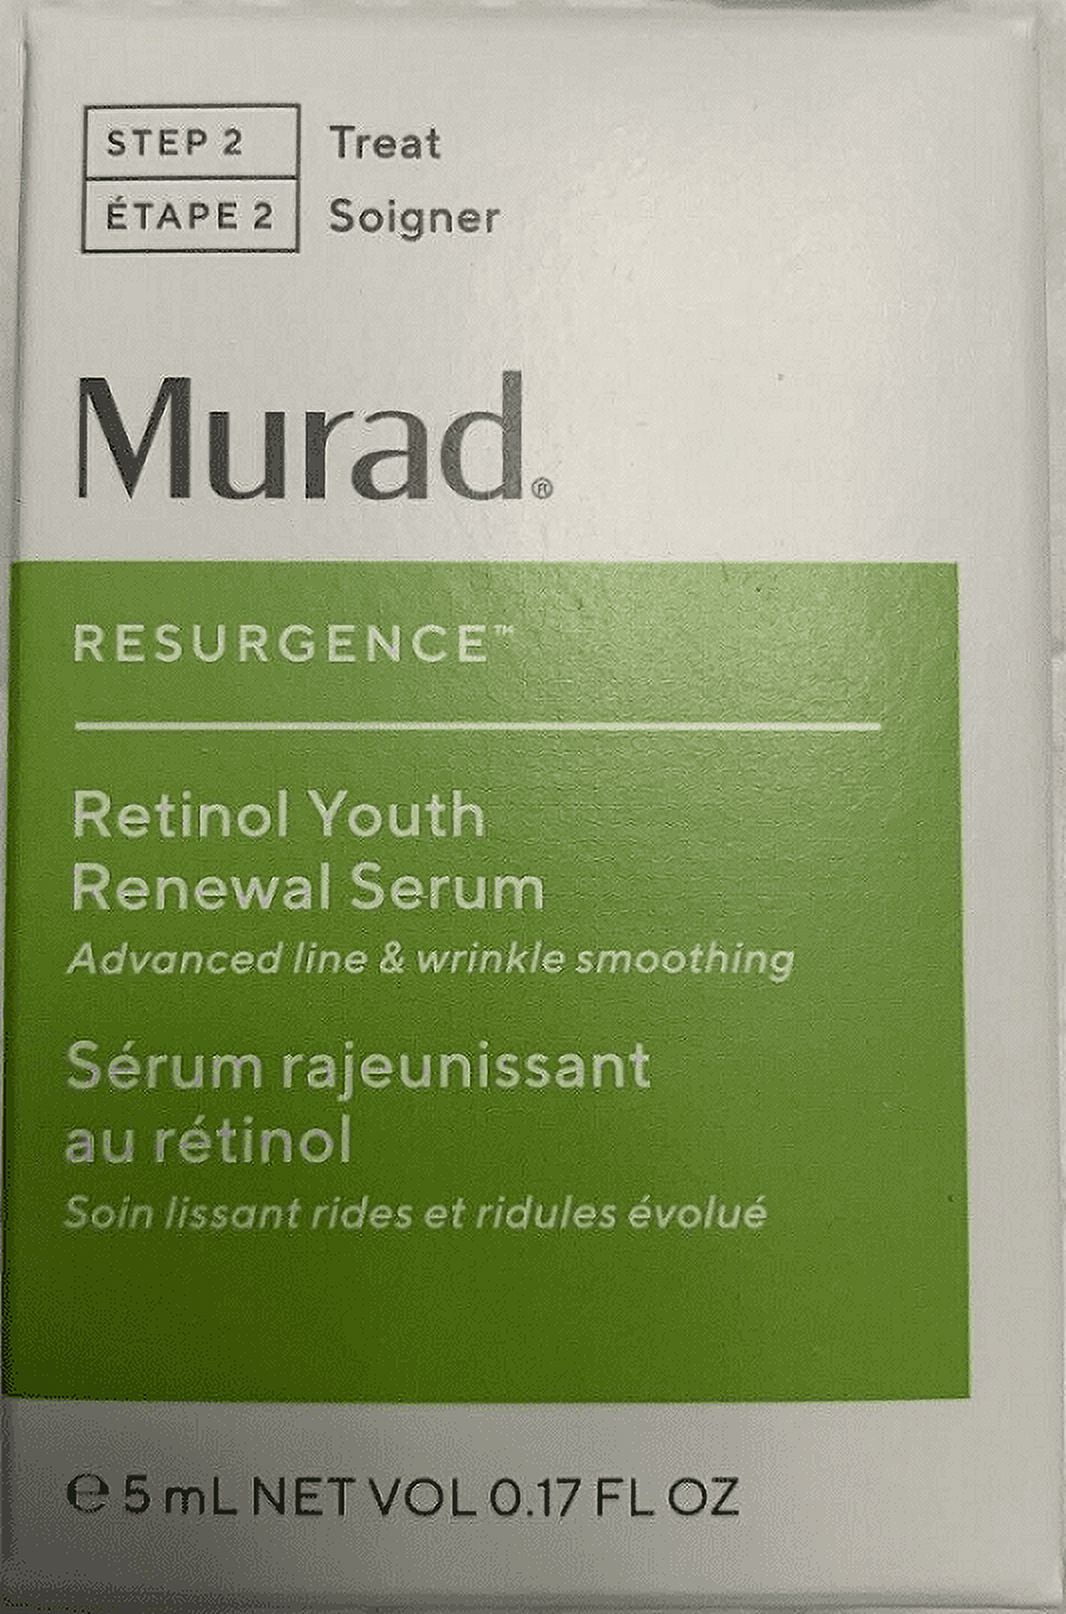 STEP 2 Treat
ÉTAPE 2 Soigner
Murad®
RESURGENCE™
Retinol Youth
Renewal Serum
Advanced line & wrinkle smoothing
Sérum rajeunissant
au rétinol
Soin lissant rides et ridules évolué
℮ 5 mL NET VOL 0.17 FL OZ